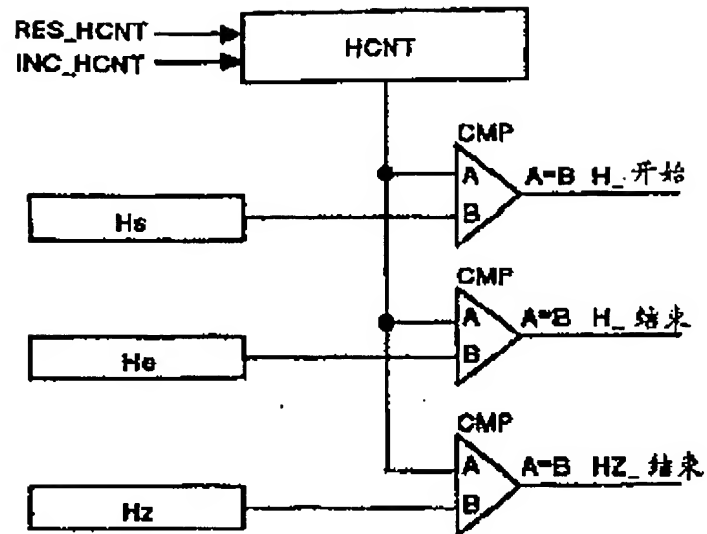 RES_HCNT
INC_HCNT
HCNT
CMP
A
B
A=B H_开始
Hs
CMP
A
B
A=B H_结束
He
CMP
A
B
A=B HZ_结束
Hz